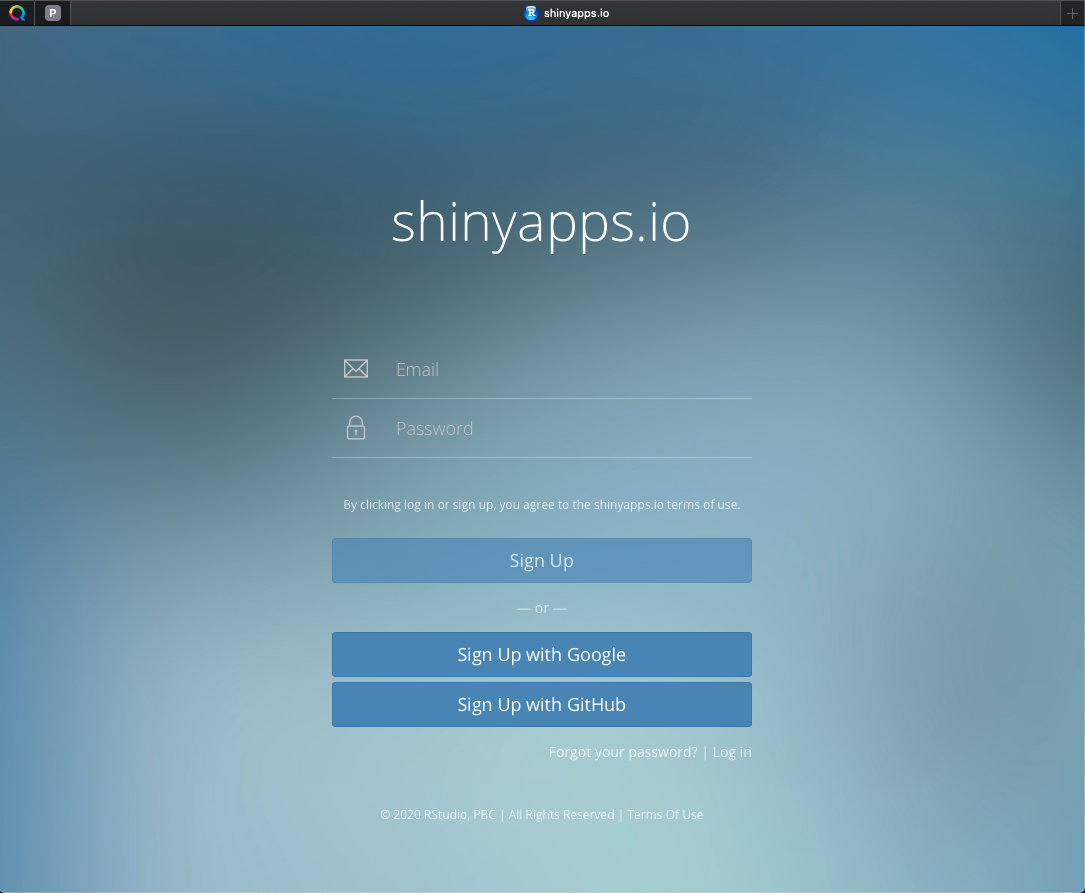 P
R shinyapps.io
+
shinyapps.io
Email
Password
By clicking log in or sign up, you agree to the shinyapps.io terms of use.
Sign Up
— or —
Sign Up with Google
Sign Up with GitHub
Forgot your password? | Log in
© 2020 RStudio, PBC | All Rights Reserved | Terms Of Use